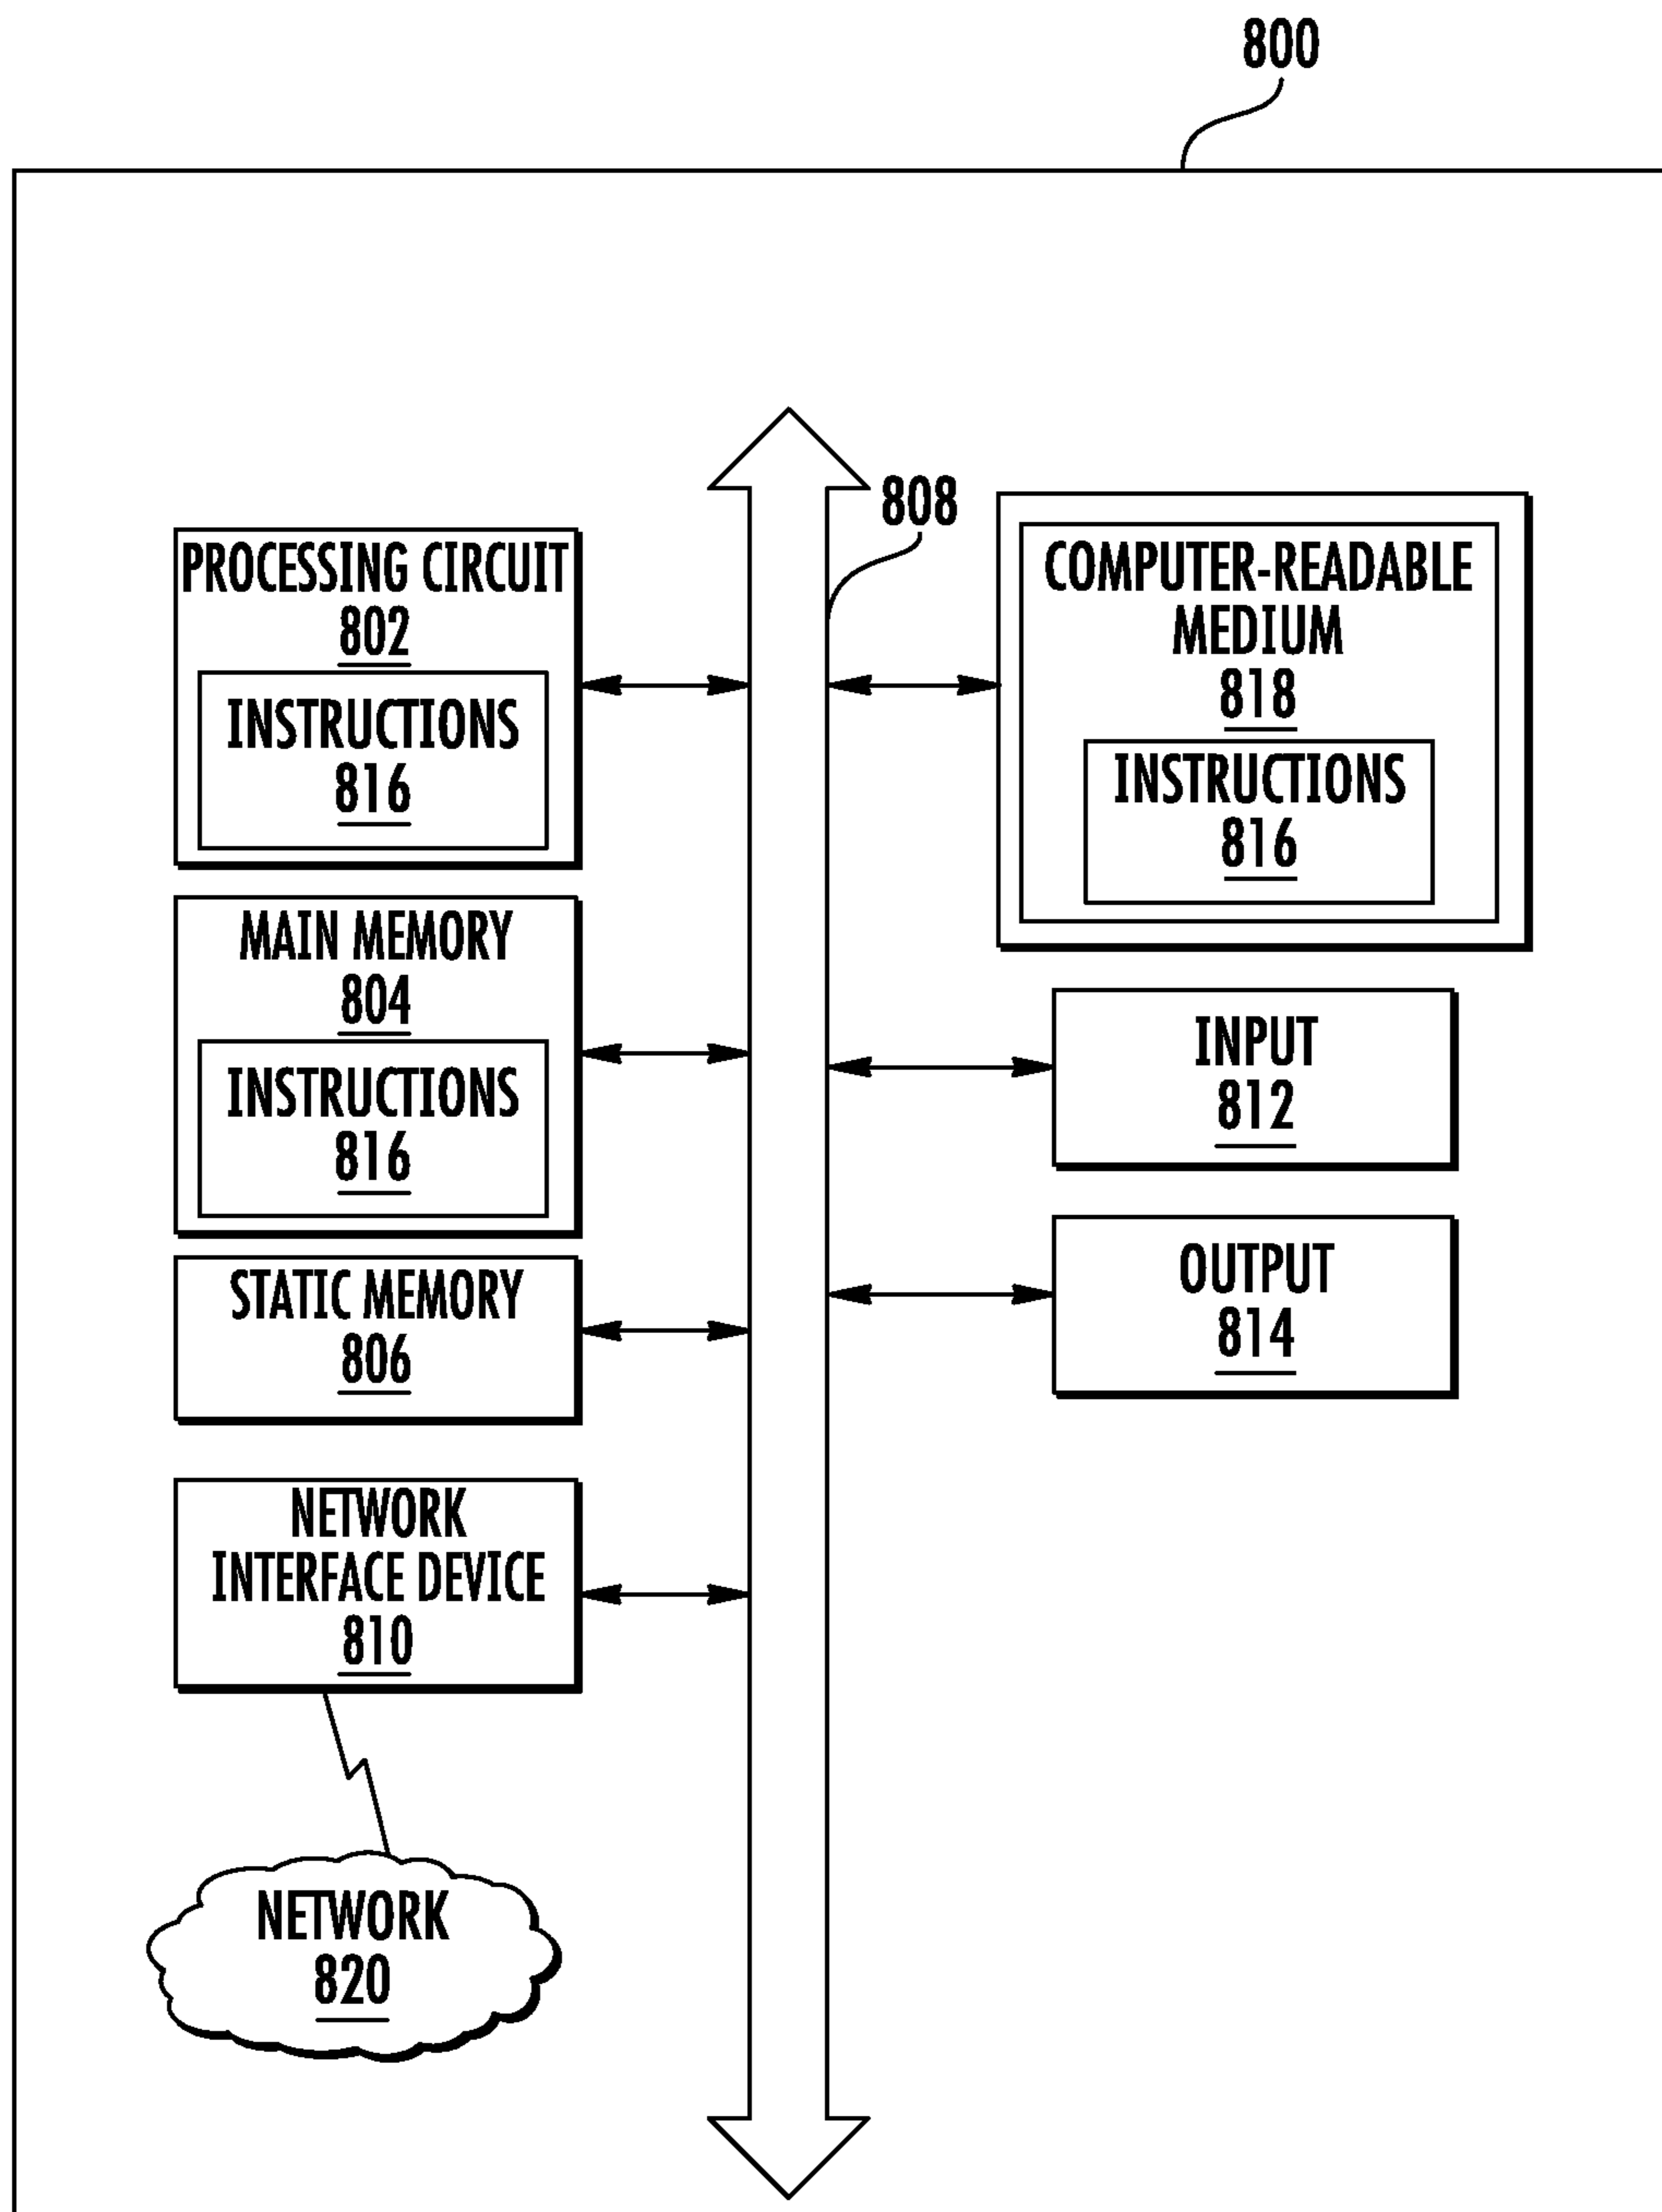 800
808
PROCESSING CIRCUIT
802
INSTRUCTIONS
816
MAIN MEMORY
804
INSTRUCTIONS
816
STATIC MEMORY
806
NETWORK
INTERFACE DEVICE
810
NETWORK
820
COMPUTER-READABLE
MEDIUM
818
INSTRUCTIONS
816
INPUT
812
OUTPUT
814